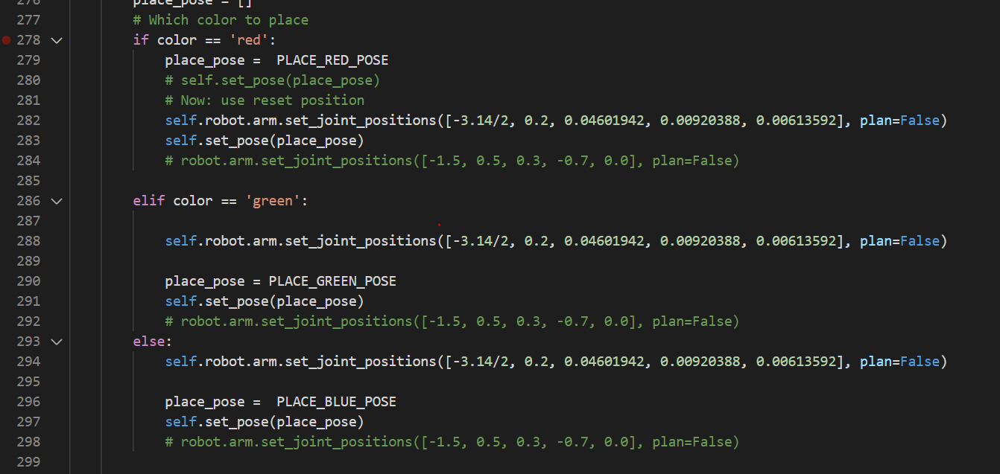 276 place_pose = []
277 # Which color to place
278 if color == 'red':
279 place_pose =  PLACE_RED_POSE
280 # self.set_pose(place_pose)
281 # Now: use reset position
282 self.robot.arm.set_joint_positions([-3.14/2, 0.2, 0.04601942, 0.00920388, 0.00613592], plan=False)
283 self.set_pose(place_pose)
284 # robot.arm.set_joint_positions([-1.5, 0.5, 0.3, -0.7, 0.0], plan=False)
285
286 elif color == 'green':
287
288 self.robot.arm.set_joint_positions([-3.14/2, 0.2, 0.04601942, 0.00920388, 0.00613592], plan=False)
289
290 place_pose = PLACE_GREEN_POSE
291 self.set_pose(place_pose)
292 # robot.arm.set_joint_positions([-1.5, 0.5, 0.3, -0.7, 0.0], plan=False)
293 else:
294 self.robot.arm.set_joint_positions([-3.14/2, 0.2, 0.04601942, 0.00920388, 0.00613592], plan=False)
295
296 place_pose =  PLACE_BLUE_POSE
297 self.set_pose(place_pose)
298 # robot.arm.set_joint_positions([-1.5, 0.5, 0.3, -0.7, 0.0], plan=False)
299